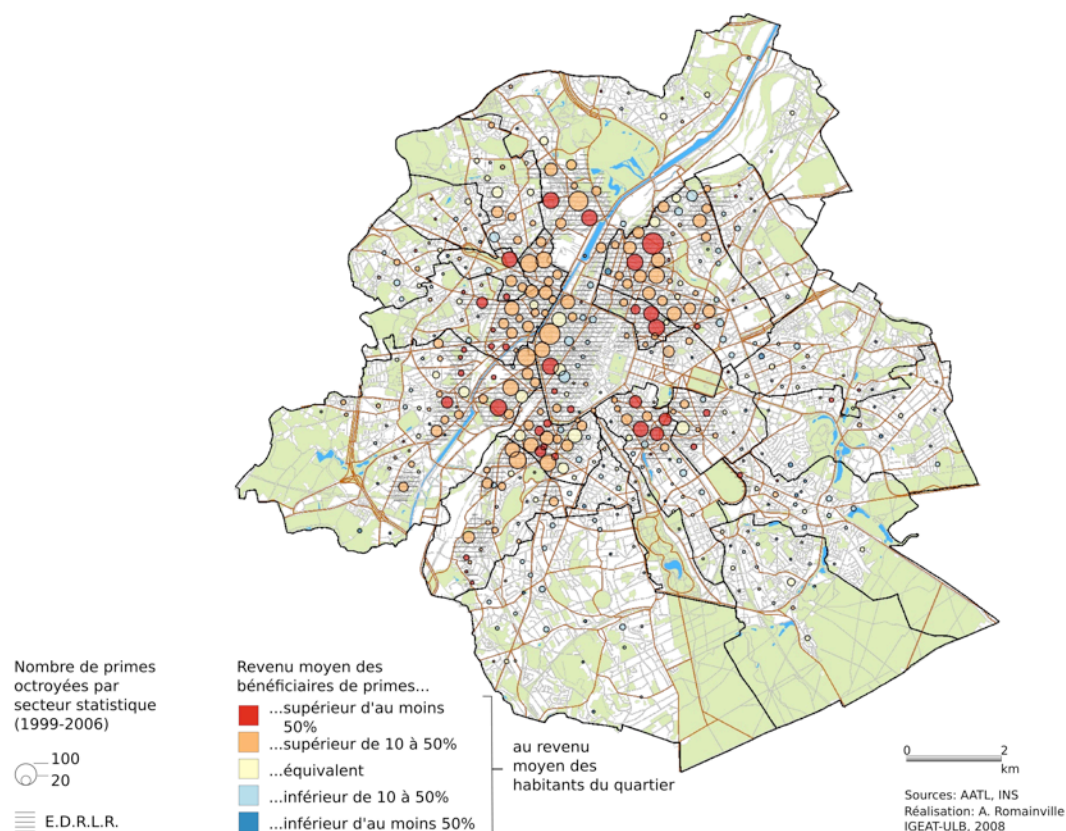 Nombre de primes
octroyées par
secteur statistique
(1999-2006)
100
20
E.D.R.L.R.
Revenu moyen des
bénéficiaires de primes...
...supérieur d'au moins
50%
...supérieur de 10 à 50%
...équivalent
...inférieur de 10 à 50%
...inférieur d'au moins 50%
au revenu
moyen des
habitants du quartier
0 2
km
Sources: AATL, INS
Réalisation: A. Romainville
IGEAT-ULB, 2008